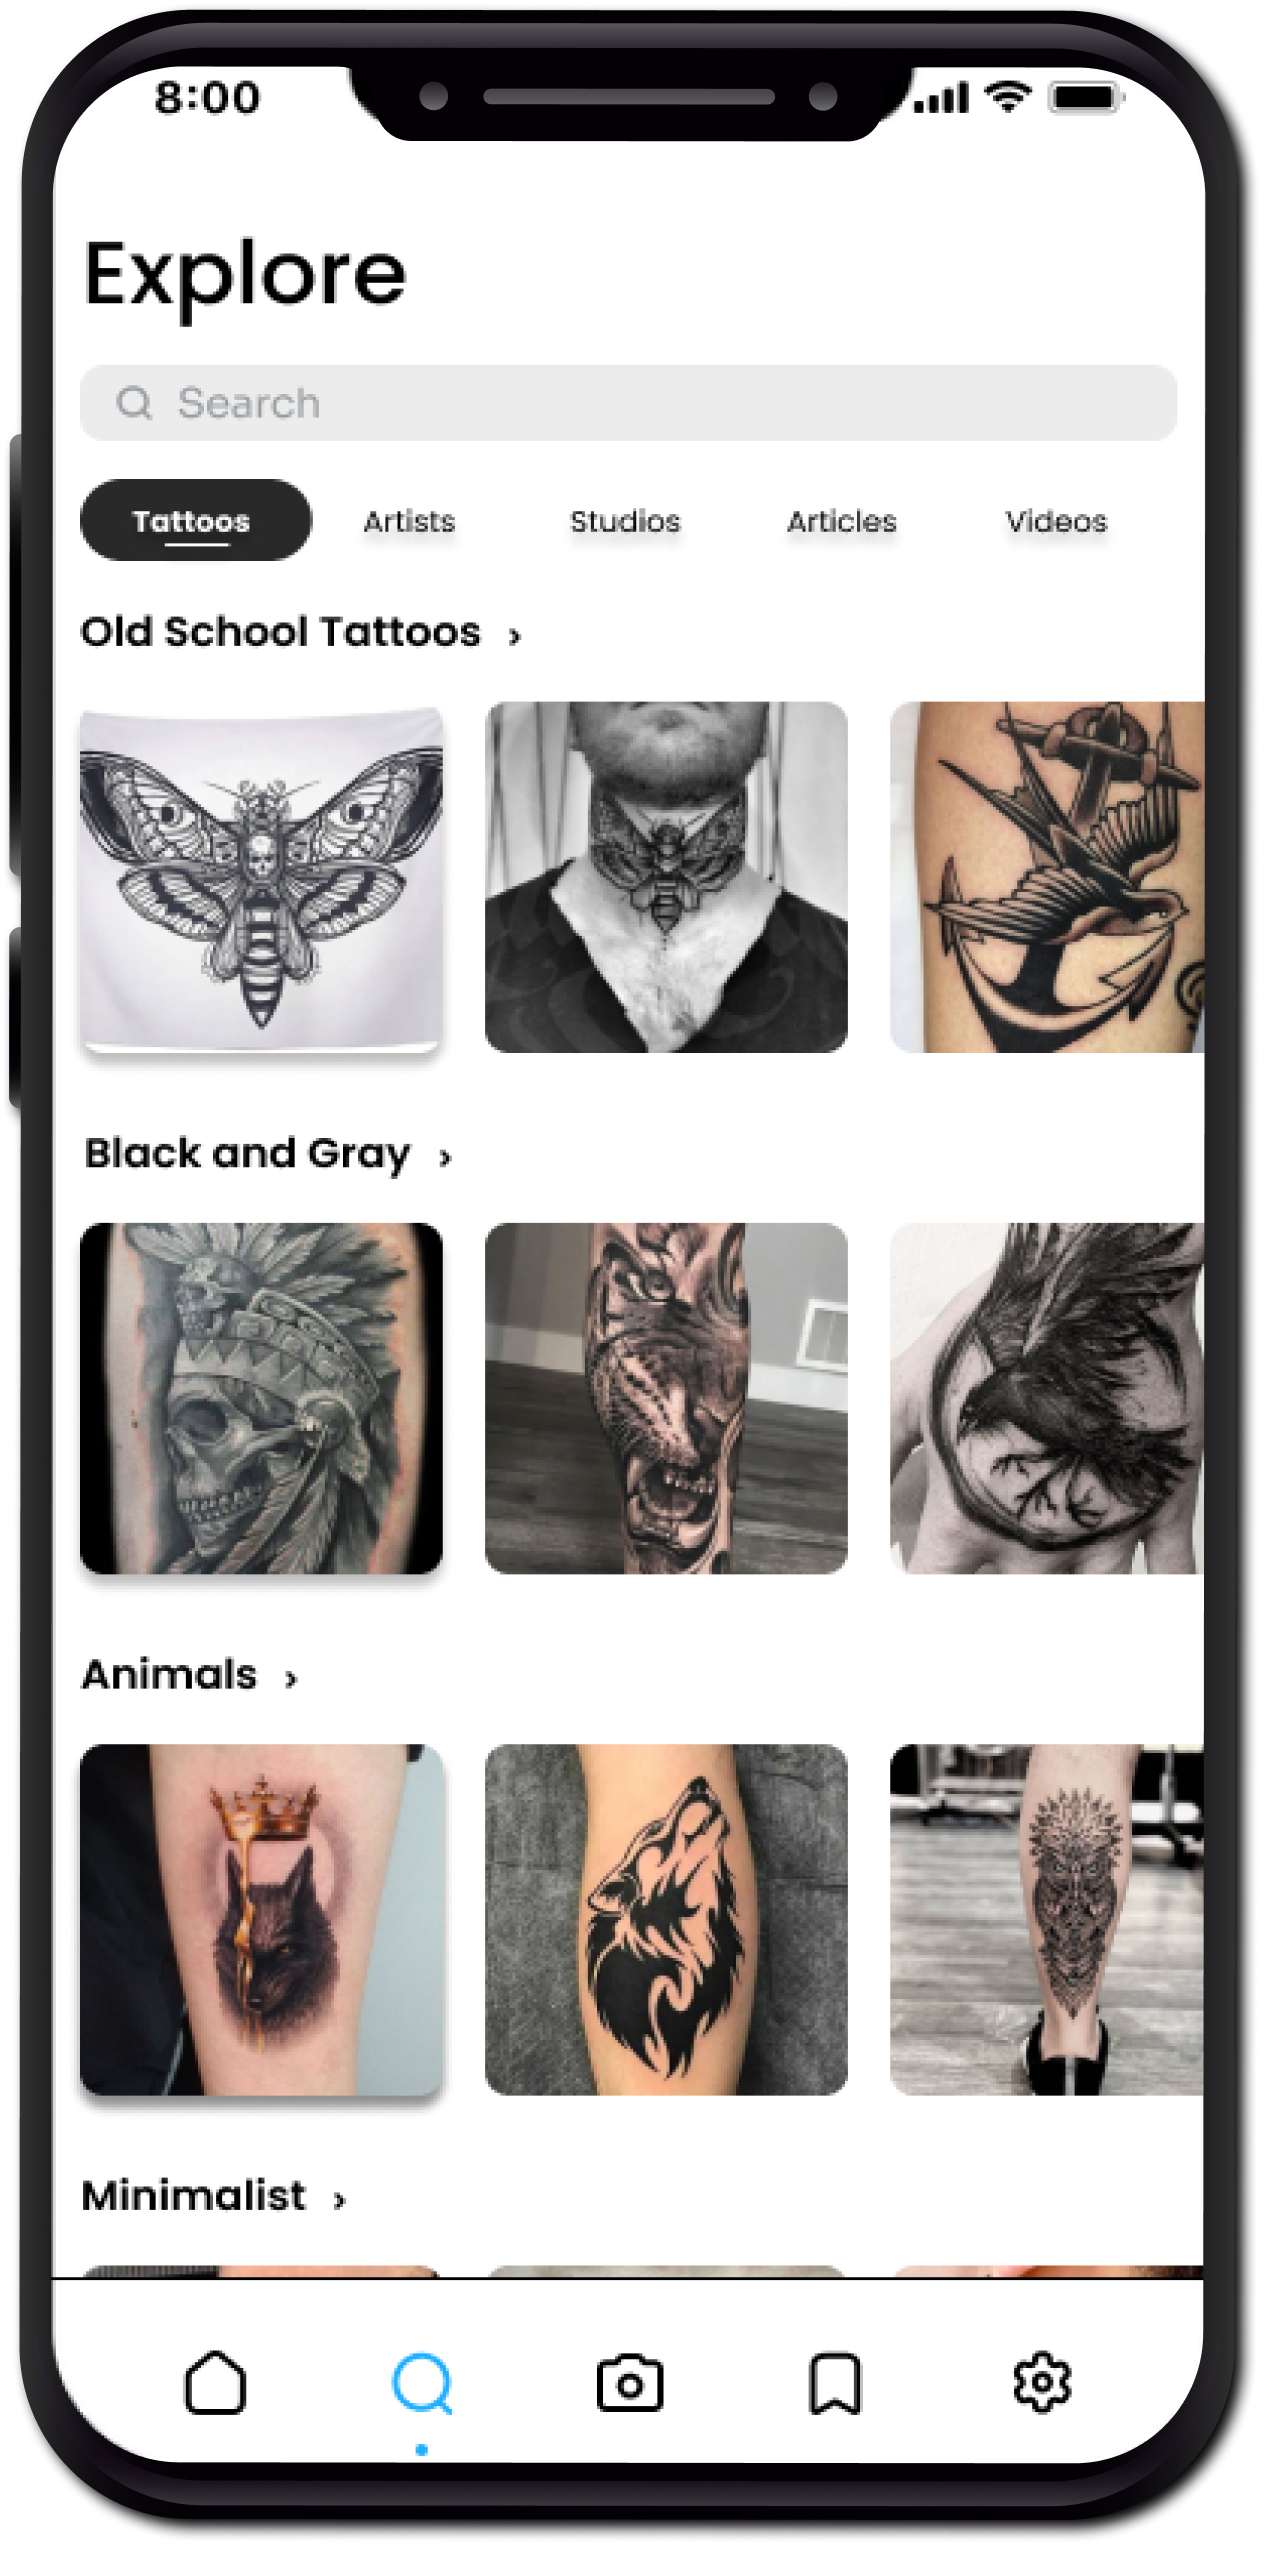 8:00
Explore
Search
Tattoos Artists Studios Articles Videos
Old School Tattoos ›
Black and Gray ›
Animals ›
Minimalist ›